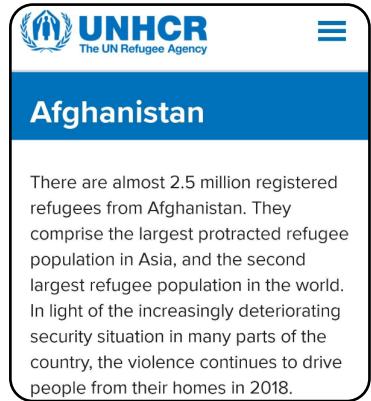 UNHCR
The UN Refugee Agency
Afghanistan
There are almost 2.5 million registered
refugees from Afghanistan. They
comprise the largest protracted refugee
population in Asia, and the second
largest refugee population in the world.
In light of the increasingly deteriorating
security situation in many parts of the
country, the violence continues to drive
people from their homes in 2018.